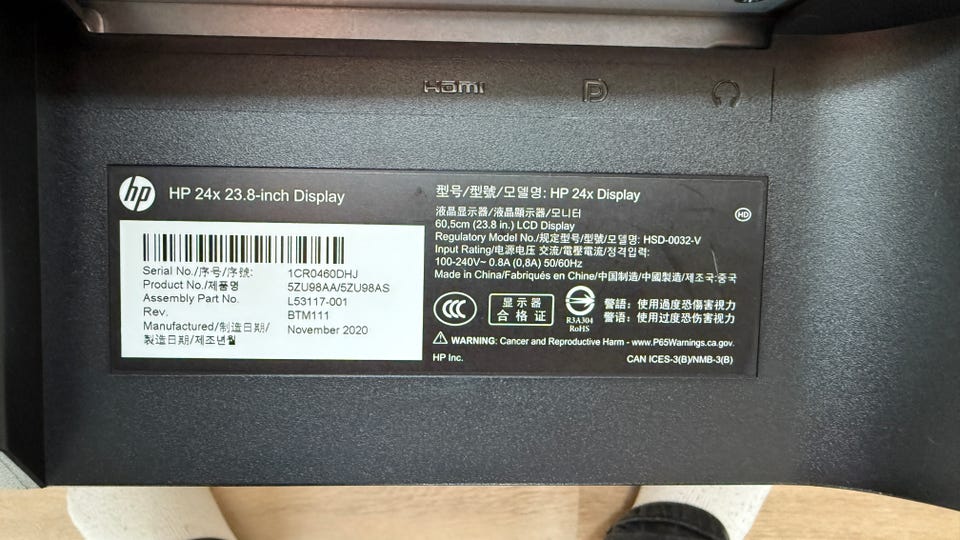 HDMI
hp HP 24x 23.8-inch Display
Serial No./序号/序號: 1CR0460DHJ
Product No./제품명 5ZU98AA/5ZU98AS
Assembly Part No. L53117-001
Rev. BTM111
Manufactured/制造日期/ November 2020
製造日期/제조년월
型号/型號/모델명: HP 24x Display
液晶显示器/液晶顯示器/모니터
60,5cm (23.8 in.) LCD Display
Regulatory Model No./规定型号/型號/모델명: HSD-0032-V
Input Rating/电源电压 交流/電壓電流/정격입력:
100-240V~ 0.8A (0,8A) 50/60Hz
Made in China/Fabriqués en Chine/中国制造/中國製造/제조국:중국
HD
CCC
显示器
合格证
R3A304
RoHS
警語: 使用過度恐傷害視力
警语: 使用过度恐伤害视力
WARNING: Cancer and Reproductive Harm - www.P65Warnings.ca.gov.
HP Inc. CAN ICES-3(B)/NMB-3(B)